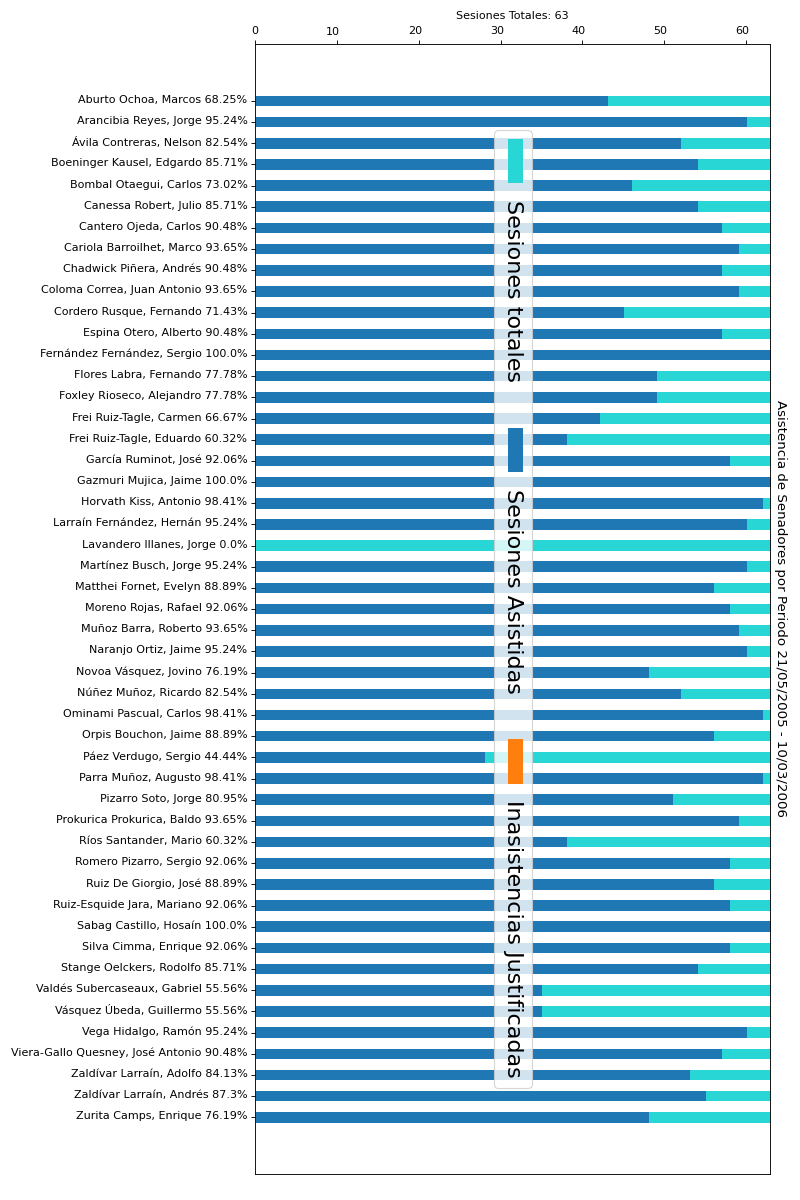 Sesiones Totales: 63
0 10 20 30 40 50 60
Aburto Ochoa, Marcos 68.25%
Arancibia Reyes, Jorge 95.24%
Ávila Contreras, Nelson 82.54%
Boeninger Kausel, Edgardo 85.71%
Bombal Otaegui, Carlos 73.02%
Canessa Robert, Julio 85.71%
Cantero Ojeda, Carlos 90.48%
Cariola Barroilhet, Marco 93.65%
Chadwick Piñera, Andrés 90.48%
Coloma Correa, Juan Antonio 93.65%
Cordero Rusque, Fernando 71.43%
Espina Otero, Alberto 90.48%
Fernández Fernández, Sergio 100.0%
Flores Labra, Fernando 77.78%
Foxley Rioseco, Alejandro 77.78%
Frei Ruiz-Tagle, Carmen 66.67%
Frei Ruiz-Tagle, Eduardo 60.32%
García Ruminot, José 92.06%
Gazmuri Mujica, Jaime 100.0%
Horvath Kiss, Antonio 98.41%
Larraín Fernández, Hernán 95.24%
Lavandero Illanes, Jorge 0.0%
Martínez Busch, Jorge 95.24%
Matthei Fornet, Evelyn 88.89%
Moreno Rojas, Rafael 92.06%
Muñoz Barra, Roberto 93.65%
Naranjo Ortiz, Jaime 95.24%
Novoa Vásquez, Jovino 76.19%
Núñez Muñoz, Ricardo 82.54%
Ominami Pascual, Carlos 98.41%
Orpis Bouchon, Jaime 88.89%
Páez Verdugo, Sergio 44.44%
Parra Muñoz, Augusto 98.41%
Pizarro Soto, Jorge 80.95%
Prokurica Prokurica, Baldo 93.65%
Ríos Santander, Mario 60.32%
Romero Pizarro, Sergio 92.06%
Ruiz De Giorgio, José 88.89%
Ruiz-Esquide Jara, Mariano 92.06%
Sabag Castillo, Hosaín 100.0%
Silva Cimma, Enrique 92.06%
Stange Oelckers, Rodolfo 85.71%
Valdés Subercaseaux, Gabriel 55.56%
Vásquez Úbeda, Guillermo 55.56%
Vega Hidalgo, Ramón 95.24%
Viera-Gallo Quesney, José Antonio 90.48%
Zaldívar Larraín, Adolfo 84.13%
Zaldívar Larraín, Andrés 87.3%
Zurita Camps, Enrique 76.19%
Sesiones totales
Sesiones Asistidas
Inasistencias Justificadas
Asistencia de Senadores por Periodo 21/05/2005 - 10/03/2006